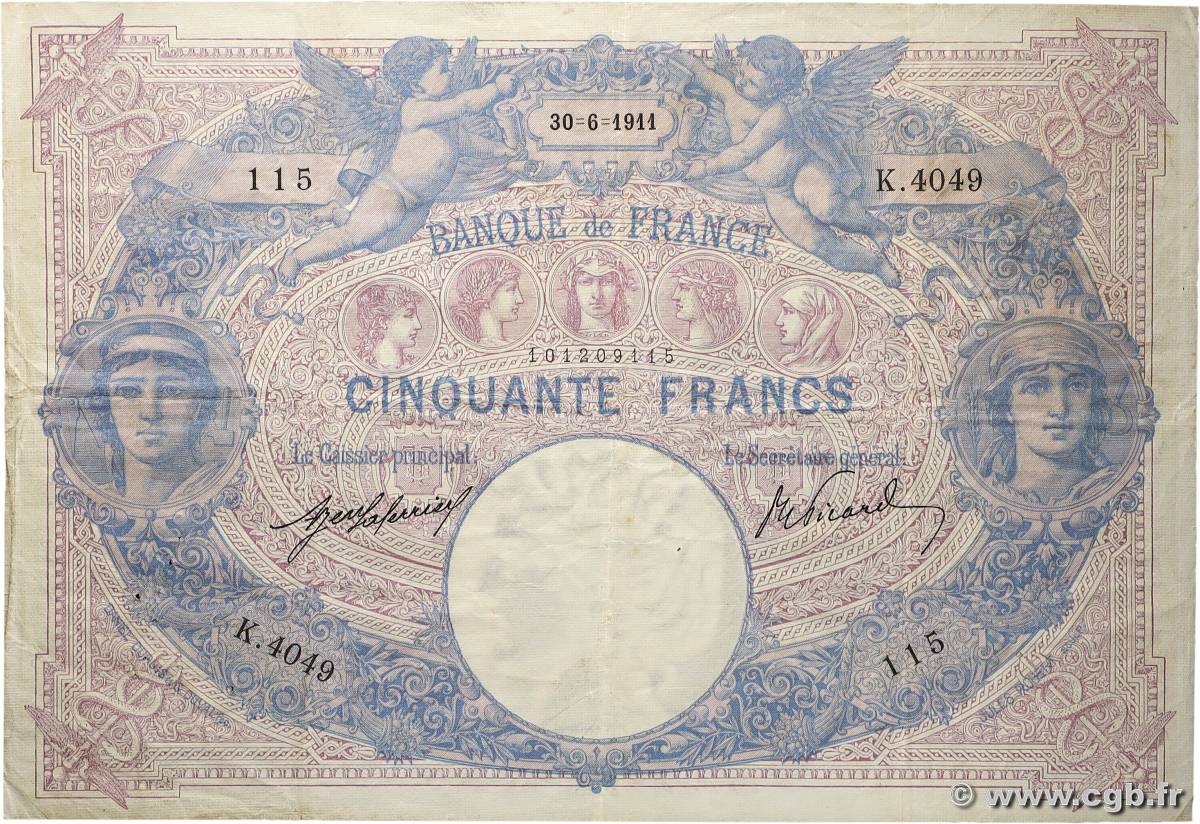 30=6=1911
115
K.4049
BANQUE de FRANCE
101209115
CINQUANTE FRANCS
Le Caissier principal,
Le Secrétaire général,
K.4049
115
© www.cgb.fr